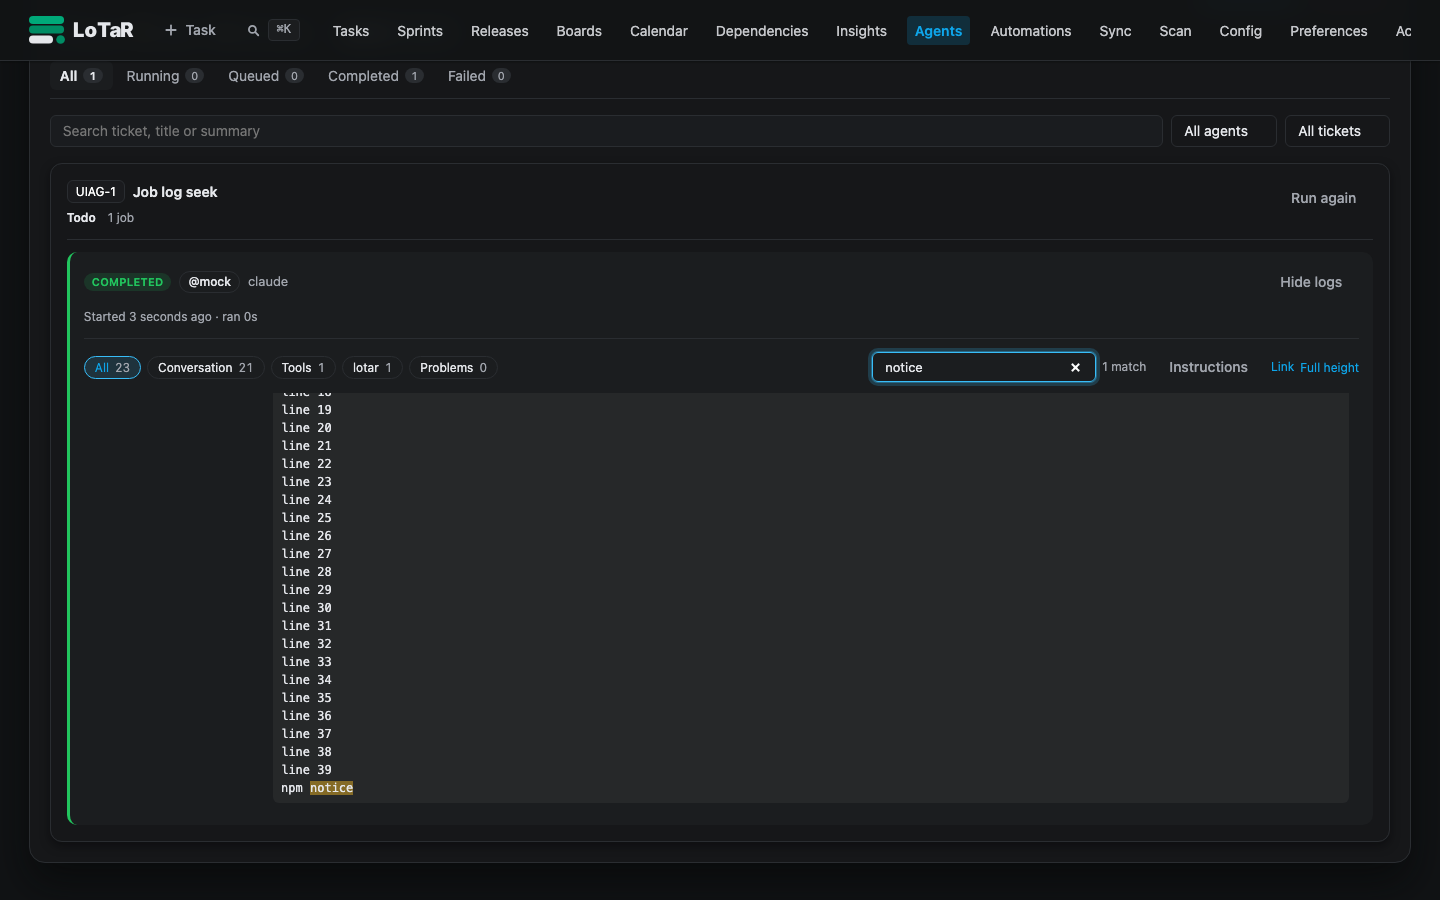 LoTaR + Task ⌘K Tasks Sprints Releases Boards Calendar Dependencies Insights Agents Automations Sync Scan Config Preferences Ac
All 1 Running 0 Queued 0 Completed 1 Failed 0
Search ticket, title or summary All agents All tickets
UIAG-1 Job log seek
Run again
Todo 1 job
COMPLETED @mock claude Hide logs
Started 3 seconds ago · ran 0s
All 23 Conversation 21 Tools 1 lotar 1 Problems 0 notice × 1 match Instructions Link Full height
line 18
line 19
line 20
line 21
line 22
line 23
line 24
line 25
line 26
line 27
line 28
line 29
line 30
line 31
line 32
line 33
line 34
line 35
line 36
line 37
line 38
line 39
npm notice